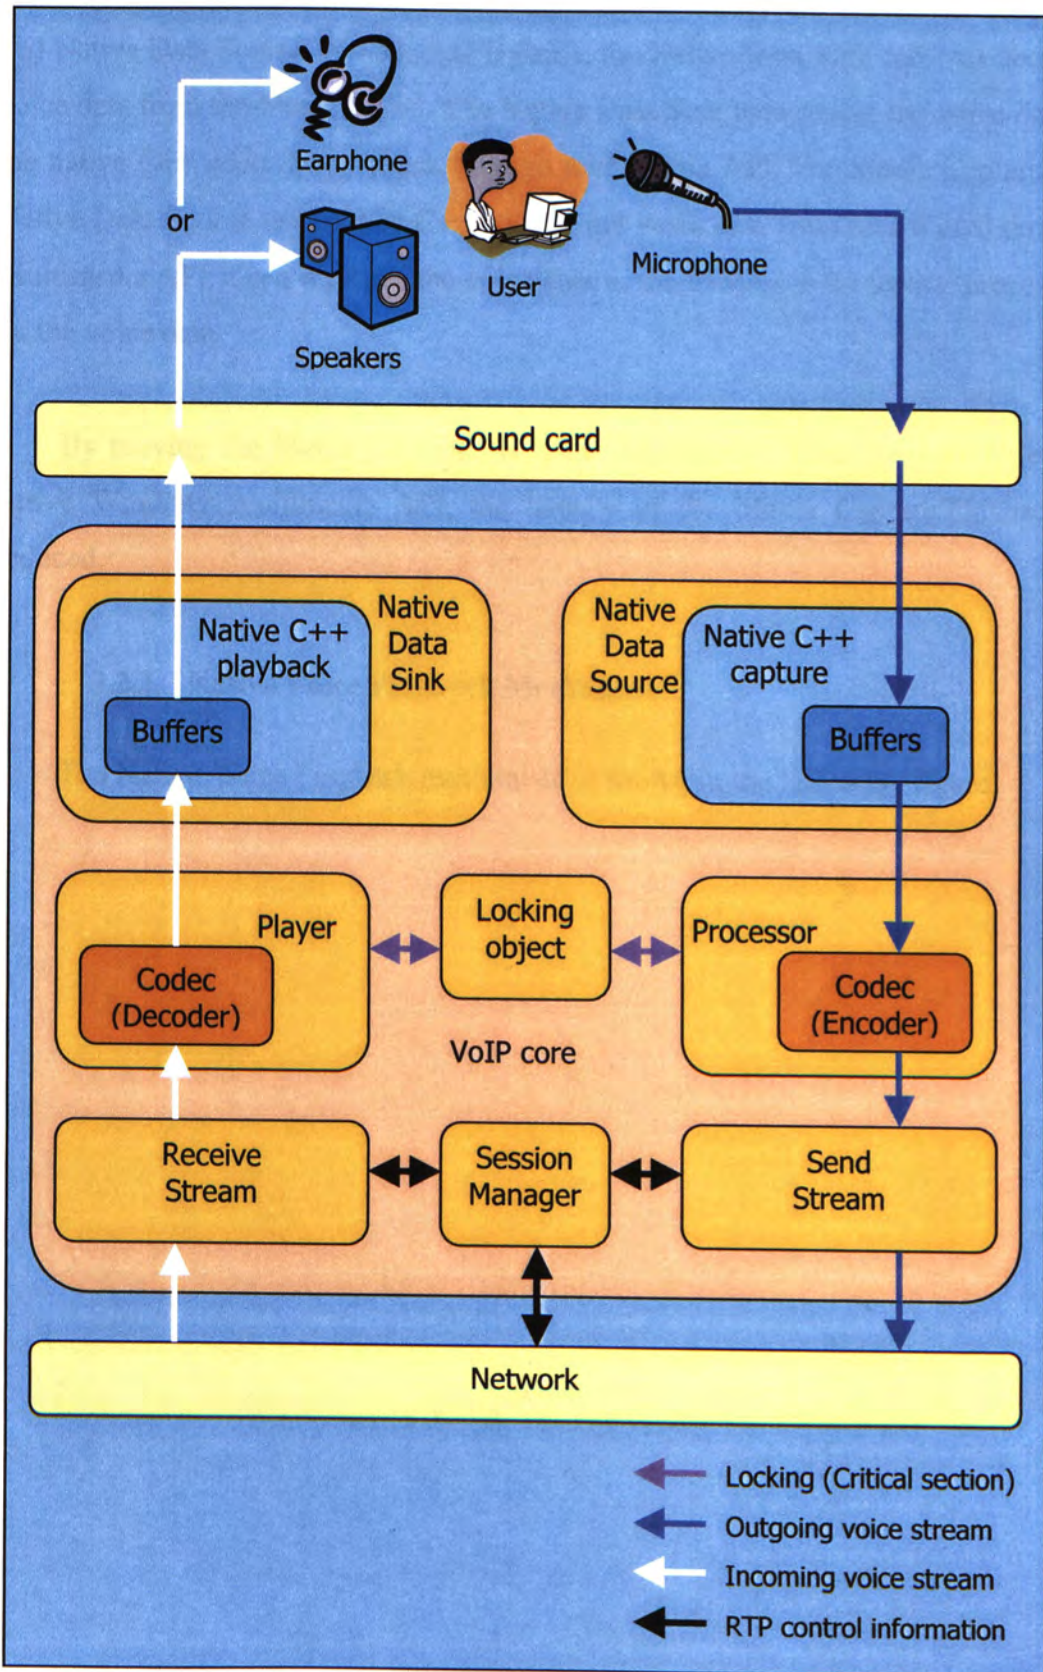 Earphone
or
User
Microphone
Speakers
Sound card
Native C++
playback
Native
Data
Sink
Buffers
Native
Data
Source
Native C++
capture
Buffers
Player
Codec
(Decoder)
Locking
object
Processor
Codec
(Encoder)
VoIP core
Receive
Stream
Session
Manager
Send
Stream
Network
Locking (Critical section)
Outgoing voice stream
Incoming voice stream
RTP control information